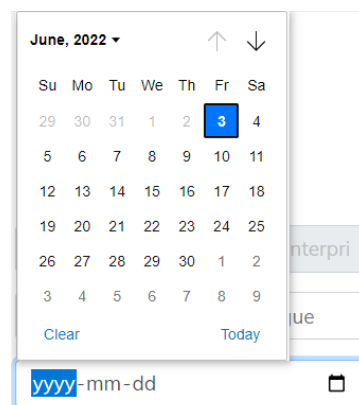 June, 2022
Su Mo Tu We Th Fr Sa
29 30 31 1 2 3 4
5 6 7 8 9 10 11
12 13 14 15 16 17 18
19 20 21 22 23 24 25
26 27 28 29 30 1 2
3 4 5 6 7 8 9
Clear Today
nterpri
gue
yyyy-mm-dd